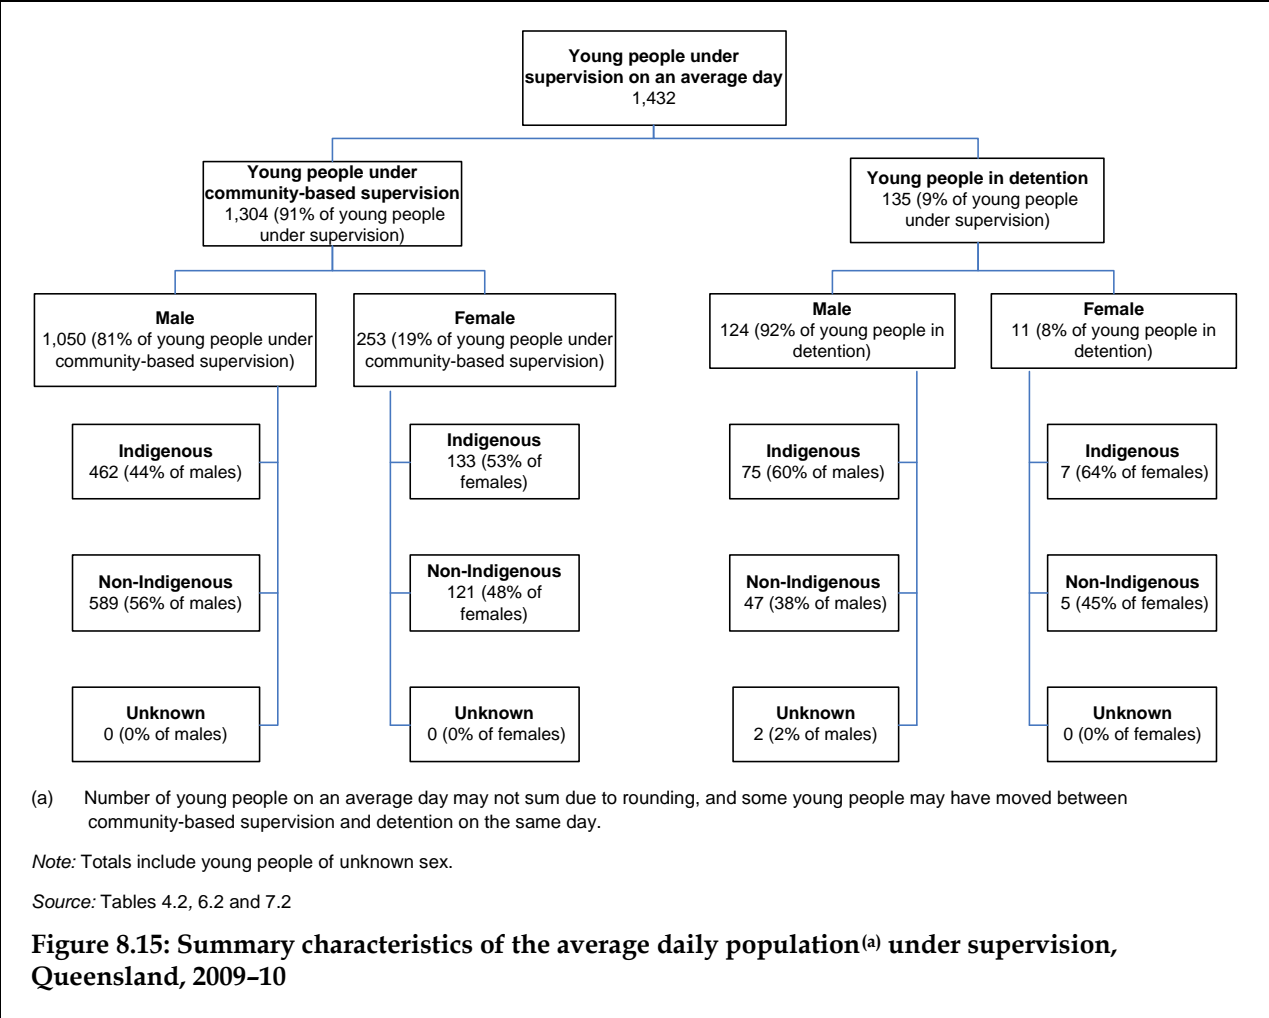 Young people under
supervision on an average day
1,432
Young people under
community-based supervision
1,304 (91% of young people
under supervision)
Young people in detention
135 (9% of young people
under supervision)
Male
1,050 (81% of young people under
community-based supervision)
Female
253 (19% of young people under
community-based supervision)
Male
124 (92% of young people in
detention)
Female
11 (8% of young people in
detention)
Indigenous
462 (44% of males)
Indigenous
133 (53% of
females)
Indigenous
75 (60% of males)
Indigenous
7 (64% of females)
Non-Indigenous
589 (56% of males)
Non-Indigenous
121 (48% of
females)
Non-Indigenous
47 (38% of males)
Non-Indigenous
5 (45% of females)
Unknown
0 (0% of males)
Unknown
0 (0% of females)
Unknown
2 (2% of males)
Unknown
0 (0% of females)
(a) Number of young people on an average day may not sum due to rounding, and some young people may have moved between
community-based supervision and detention on the same day.
Note: Totals include young people of unknown sex.
Source: Tables 4.2, 6.2 and 7.2
Figure 8.15: Summary characteristics of the average daily population(a) under supervision,
Queensland, 2009–10